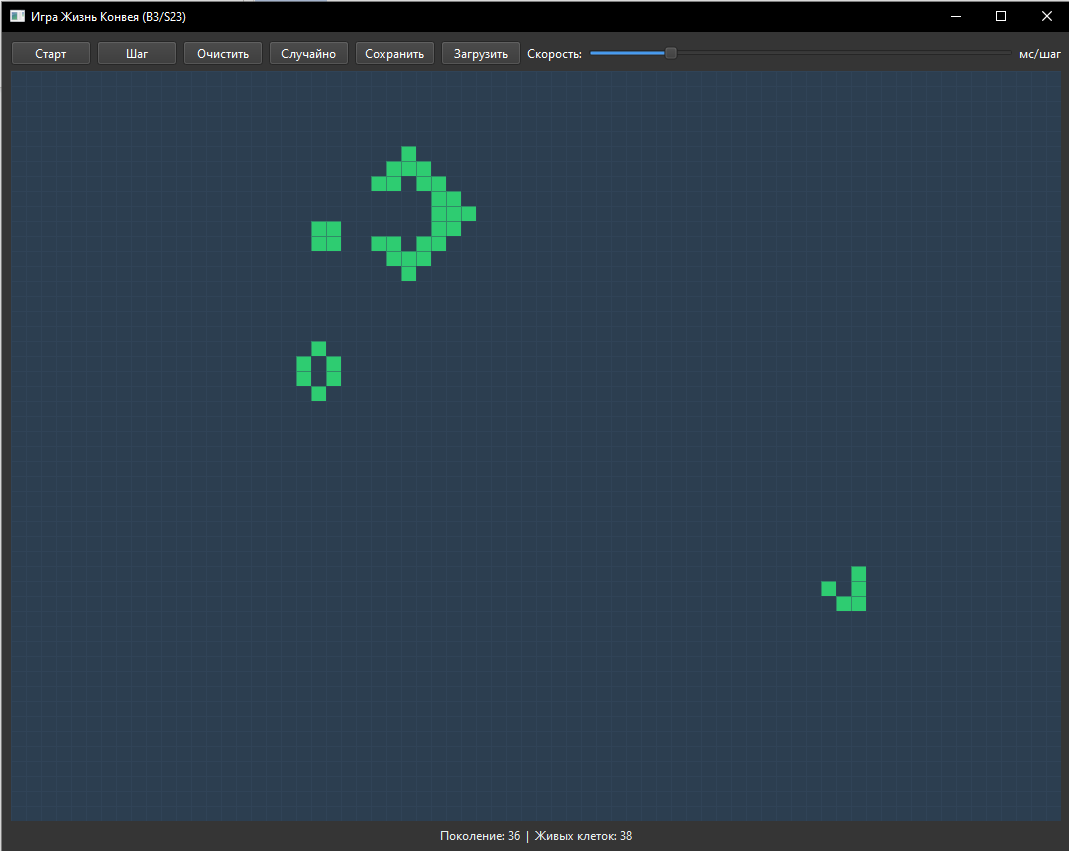 Игра Жизнь Конвея (B3/S23)
Старт Шаг Очистить Случайно Сохранить Загрузить Скорость: мс/шаг
Поколение: 36 | Живых клеток: 38